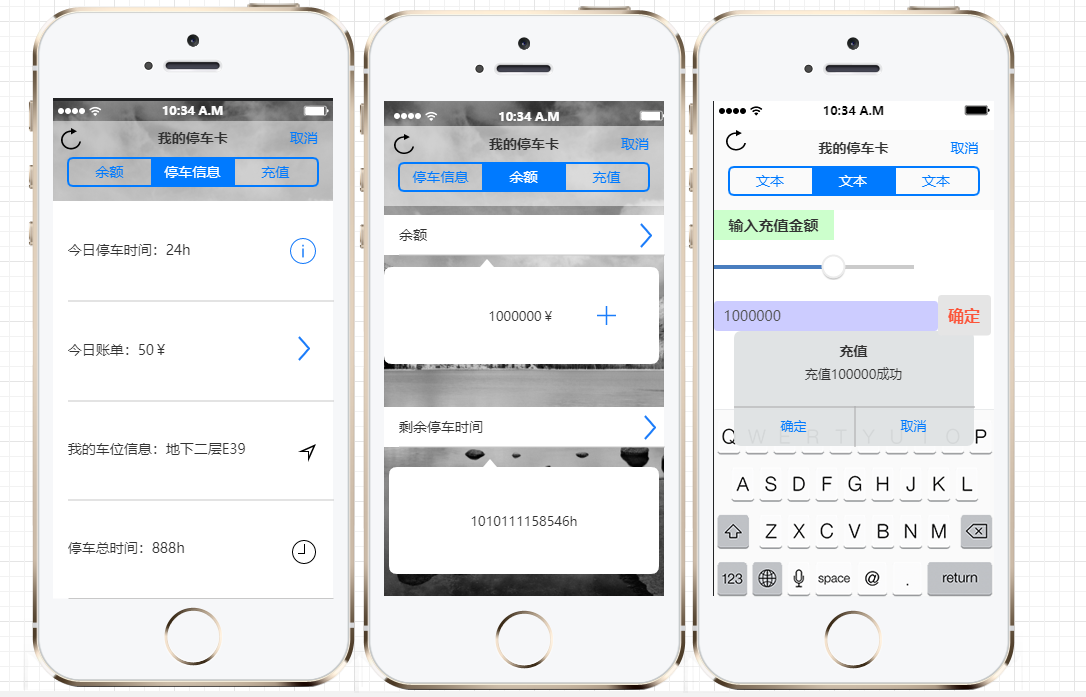 10:34 A.M
我的停车卡
取消
余额
停车信息
充值
今日停车时间：24h
今日账单：50￥
我的车位信息：地下二层E39
停车总时间：888h
10:34 A.M
我的停车卡
取消
停车信息
余额
充值
余额
1000000￥
剩余停车时间
1010111158546h
10:34 A.M
我的停车卡
取消
文本
文本
文本
输入充值金额
1000000
确定
充值
充值100000成功
确定
取消
Q W E R T Y U I O P
A S D F G H J K L
Z X C V B N M
123 space @ . return